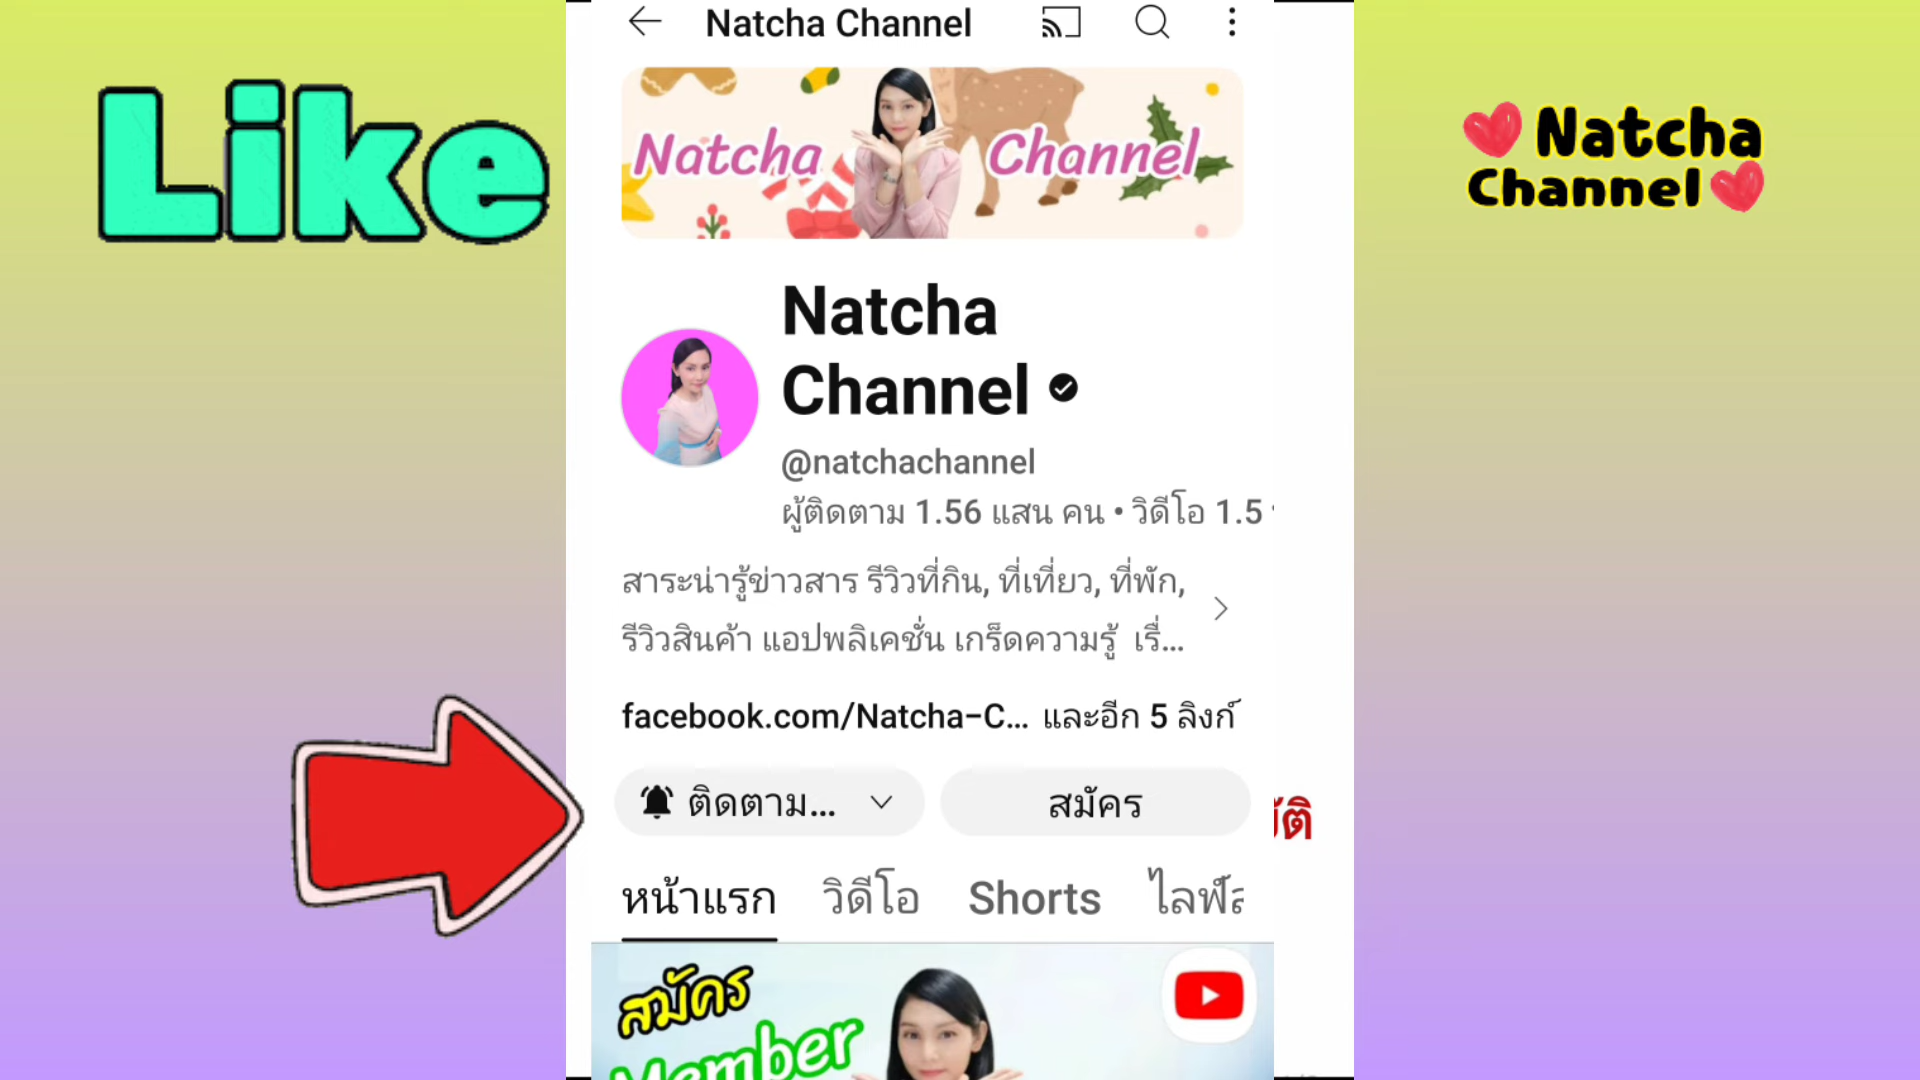 Natcha Channel
Like
Natcha Channel
Natcha
Channel
Natcha
Channel
@natchachannel
ผู้ติดตาม 1.56 แสน คน • วิดีโอ 1.5
สาระน่ารู้ข่าวสาร รีวิวที่กิน, ที่เที่ยว, ที่พัก,
รีวิวสินค้า แอปพลิเคชั่น เกร็ดความรู้ เรื่...
facebook.com/Natcha-C... และอีก 5 ลิงก์
ติดตาม... สมัคร
หน้าแรก วิดีโอ Shorts
สมัคร
Member